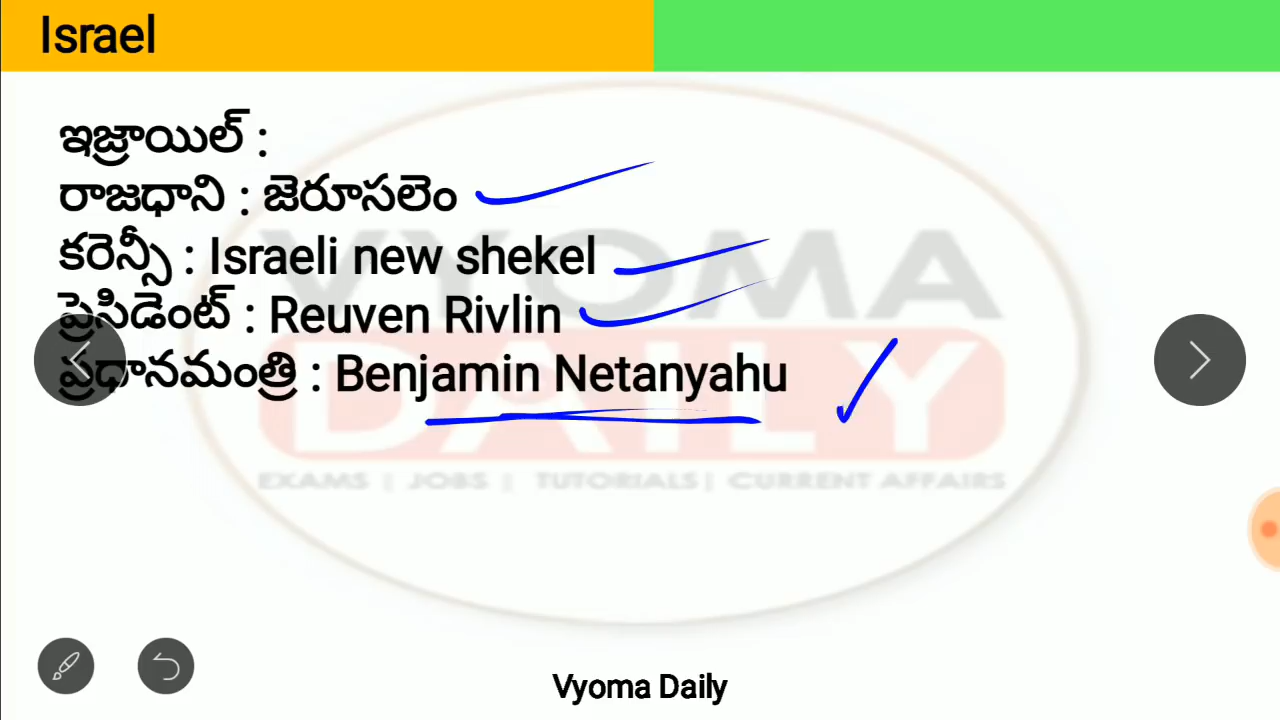 Israel
ఇజ్రాయిల్ :
రాజధాని : జెరూసలెం
కరెన్సీ : Israeli new shekel
ప్రెసిడెంట్ : Reuven Rivlin
ప్రధానమంత్రి : Benjamin Netanyahu
VYOMA
DAILY
EXAMS | JOBS | TUTORIALS | CURRENT AFFAIRS
Vyoma Daily